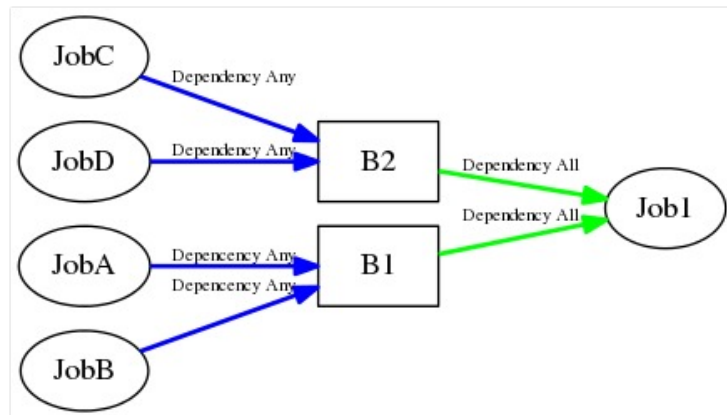 JobC
Dependency Any
JobD
Dependency Any
B2
Dependency All
Job1
Dependency All
JobA
Depencency Any
B1
Depencency Any
JobB